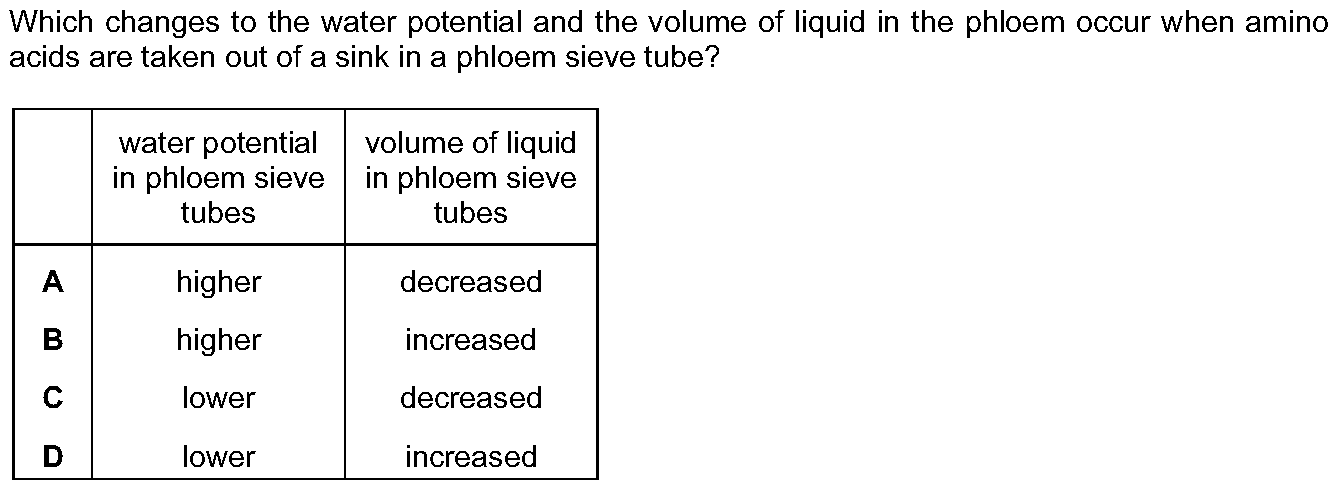 Which changes to the water potential and the volume of liquid in the phloem occur when amino
acids are taken out of a sink in a phloem sieve tube?
water potential in phloem sieve tubes volume of liquid in phloem sieve tubes
A higher decreased
B higher increased
C lower decreased
D lower increased